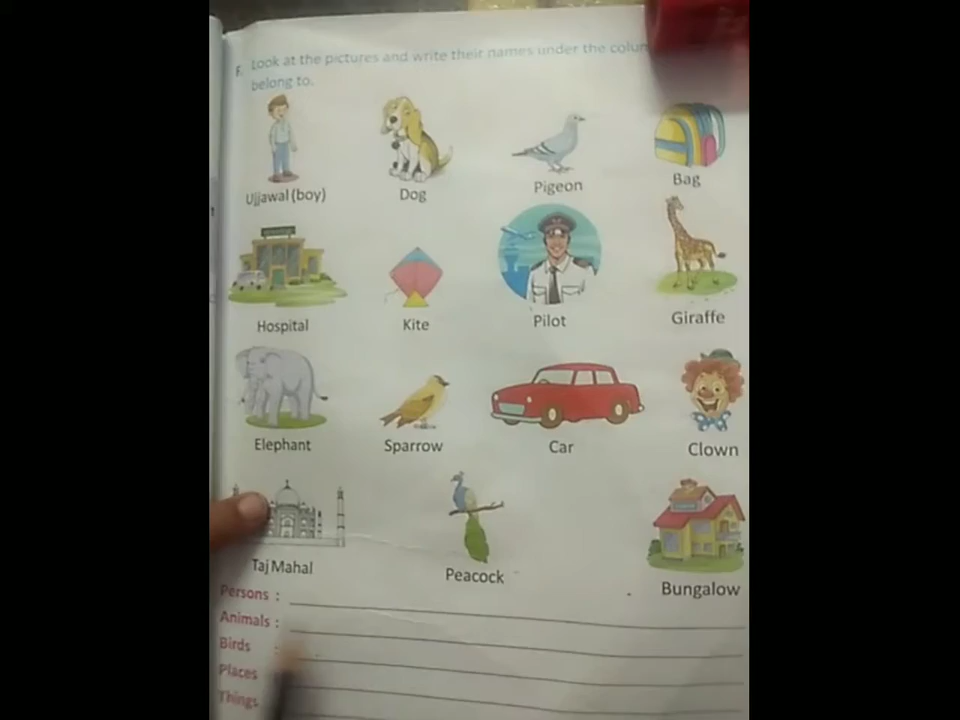 F. Look at the pictures and write their names under the
belong to.
Ujjawal (boy) Dog Pigeon Bag
Hospital Kite Pilot Giraffe
Elephant Sparrow Car Clown
Taj Mahal Peacock Bungalow
Persons :
Animals :
Birds :
Places
Things